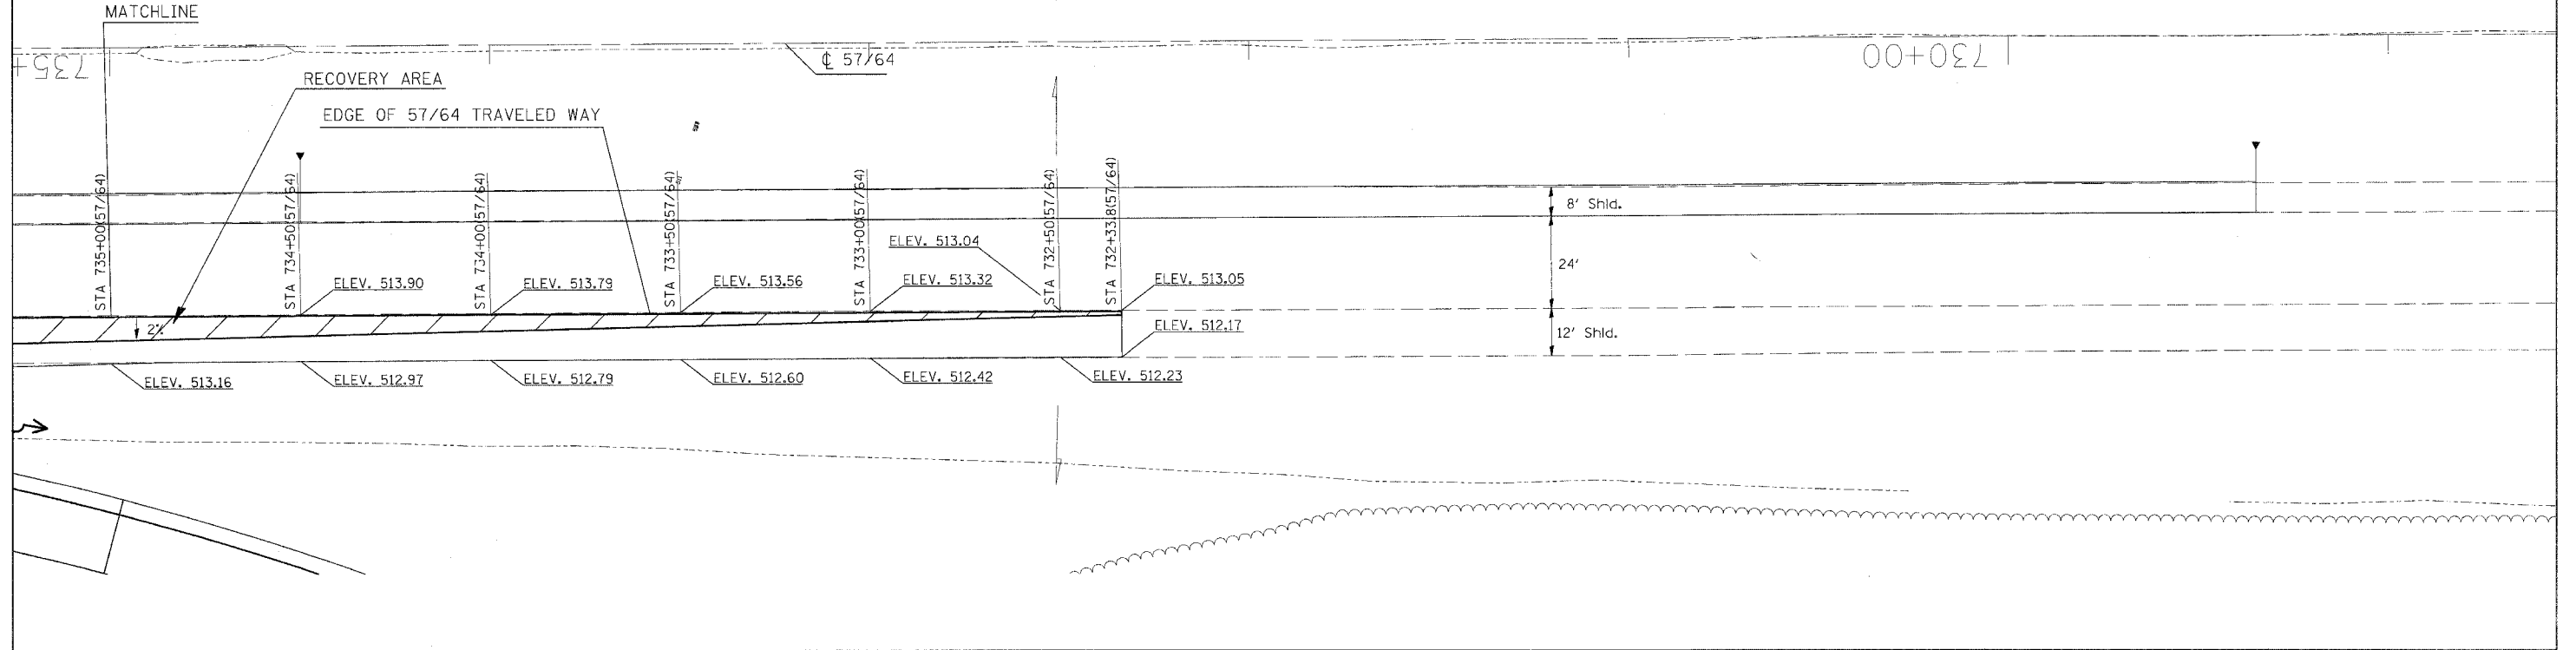 MATCHLINE
735+
℄ 57/64
730+00
RECOVERY AREA
EDGE OF 57/64 TRAVELED WAY
STA 735+00(57/64)
STA 734+50(57/64)
STA 734+00(57/64)
STA 733+50(57/64)
STA 733+00(57/64)
STA 732+50(57/64)
STA 732+33.8(57/64)
8' Shld.
24'
12' Shld.
ELEV. 513.04
ELEV. 513.90
ELEV. 513.79
ELEV. 513.56
ELEV. 513.32
ELEV. 513.05
2%
ELEV. 512.17
ELEV. 513.16
ELEV. 512.97
ELEV. 512.79
ELEV. 512.60
ELEV. 512.42
ELEV. 512.23